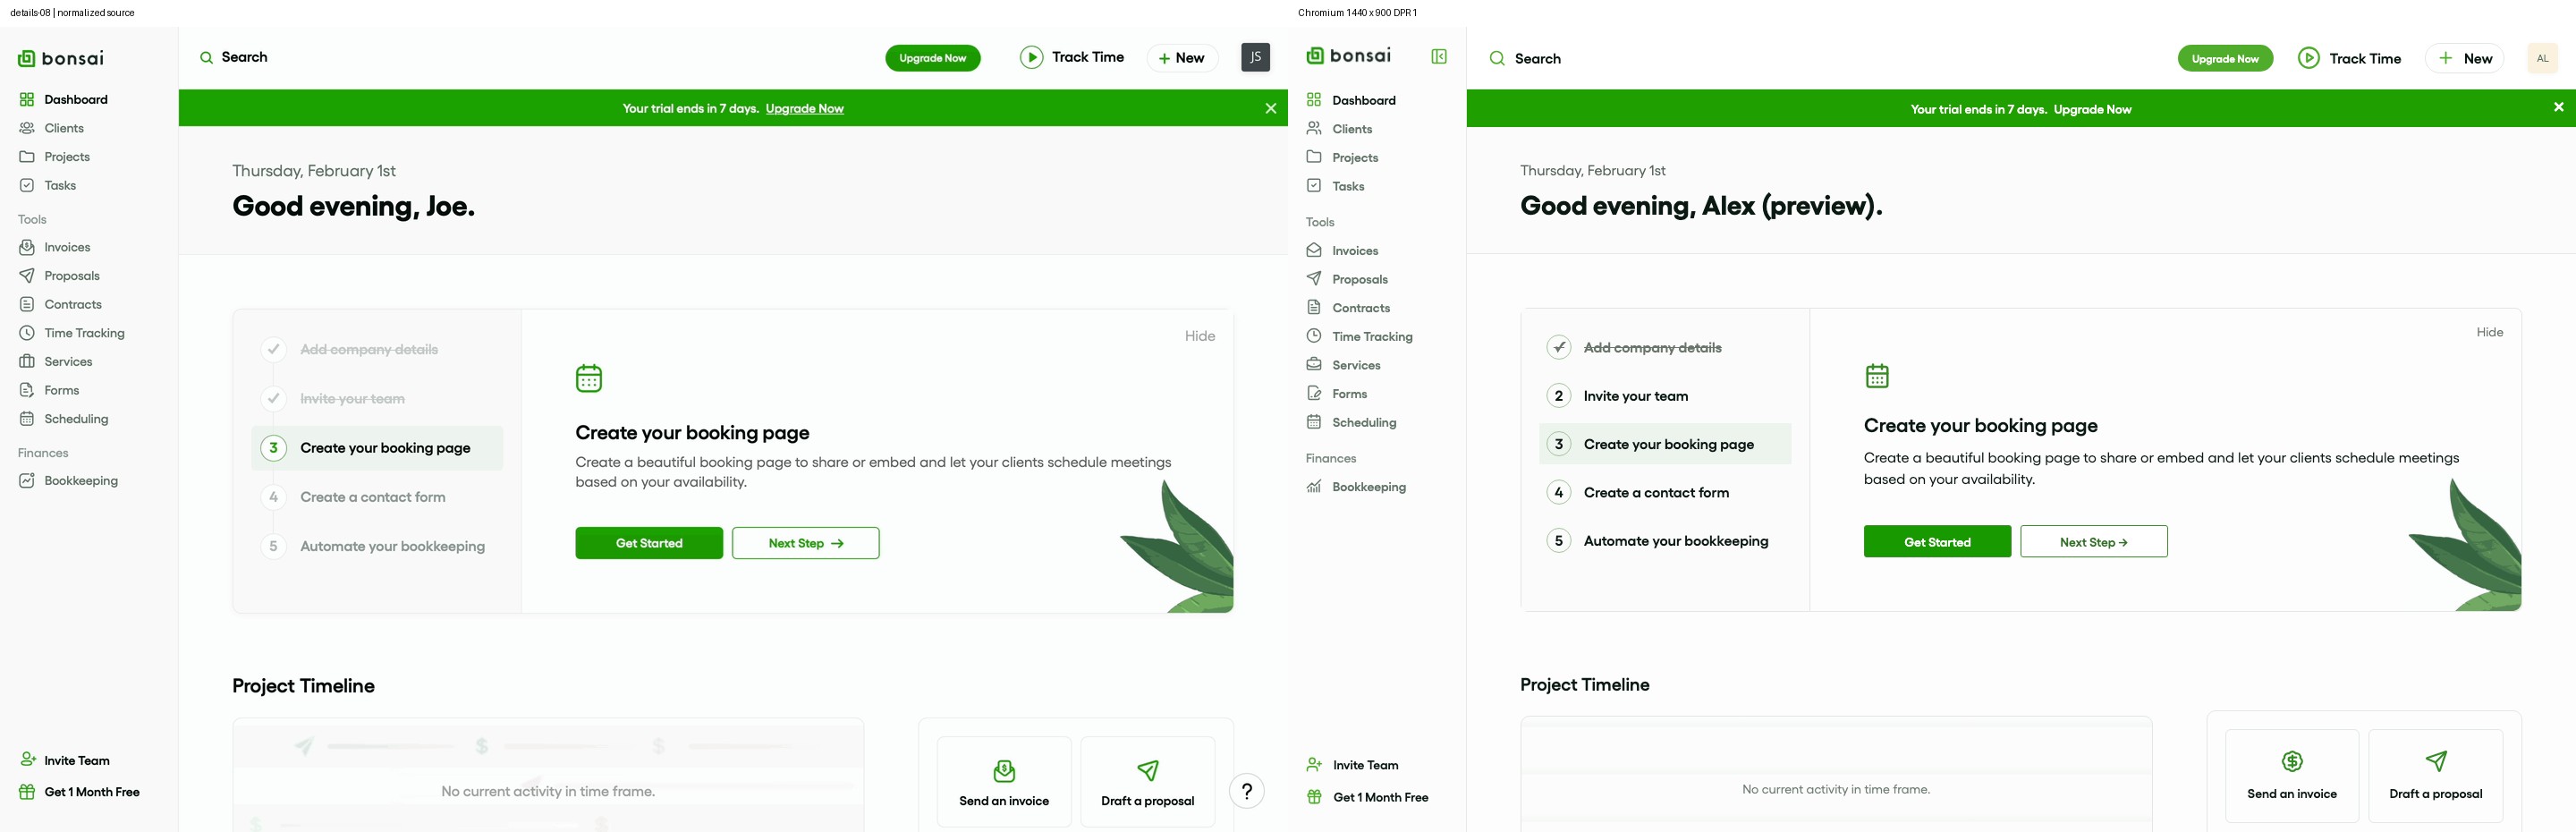 details-08 | normalized source
bonsai
Search
Upgrade Now
Track Time
+ New
JS
Your trial ends in 7 days. Upgrade Now
Dashboard
Clients
Projects
Tasks
Tools
Invoices
Proposals
Contracts
Time Tracking
Services
Forms
Scheduling
Finances
Bookkeeping
Invite Team
Get 1 Month Free
Thursday, February 1st
Good evening, Joe.
Add company details
Invite your team
3 Create your booking page
4 Create a contact form
5 Automate your bookkeeping
Hide
Create your booking page
Create a beautiful booking page to share or embed and let your clients schedule meetings
based on your availability.
Get Started
Next Step →
Project Timeline
No current activity in time frame.
Send an invoice
Draft a proposal
?
Chromium 1440 x 900 DPR 1
bonsai
Search
Upgrade Now
Track Time
+ New
AL
Your trial ends in 7 days. Upgrade Now
Dashboard
Clients
Projects
Tasks
Tools
Invoices
Proposals
Contracts
Time Tracking
Services
Forms
Scheduling
Finances
Bookkeeping
Invite Team
Get 1 Month Free
Thursday, February 1st
Good evening, Alex (preview).
Add company details
2 Invite your team
3 Create your booking page
4 Create a contact form
5 Automate your bookkeeping
Hide
Create your booking page
Create a beautiful booking page to share or embed and let your clients schedule meetings
based on your availability.
Get Started
Next Step →
Project Timeline
No current activity in time frame.
Send an invoice
Draft a proposal